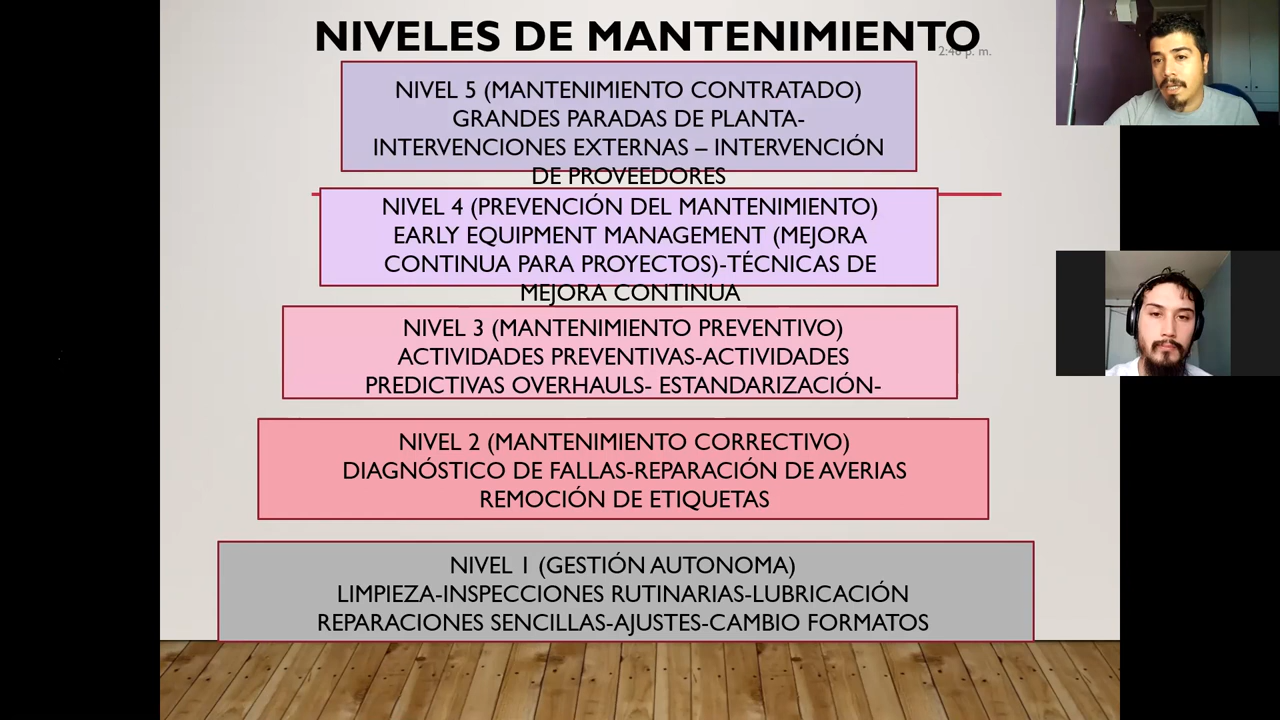 NIVELES DE MANTENIMIENTO
NIVEL 5 (MANTENIMIENTO CONTRATADO)
GRANDES PARADAS DE PLANTA-
INTERVENCIONES EXTERNAS – INTERVENCIÓN
DE PROVEEDORES
NIVEL 4 (PREVENCIÓN DEL MANTENIMIENTO)
EARLY EQUIPMENT MANAGEMENT (MEJORA
CONTINUA PARA PROYECTOS)-TÉCNICAS DE
MEJORA CONTINUA
NIVEL 3 (MANTENIMIENTO PREVENTIVO)
ACTIVIDADES PREVENTIVAS-ACTIVIDADES
PREDICTIVAS OVERHAULS- ESTANDARIZACIÓN-
NIVEL 2 (MANTENIMIENTO CORRECTIVO)
DIAGNÓSTICO DE FALLAS-REPARACIÓN DE AVERIAS
REMOCIÓN DE ETIQUETAS
NIVEL 1 (GESTIÓN AUTONOMA)
LIMPIEZA-INSPECCIONES RUTINARIAS-LUBRICACIÓN
REPARACIONES SENCILLAS-AJUSTES-CAMBIO FORMATOS